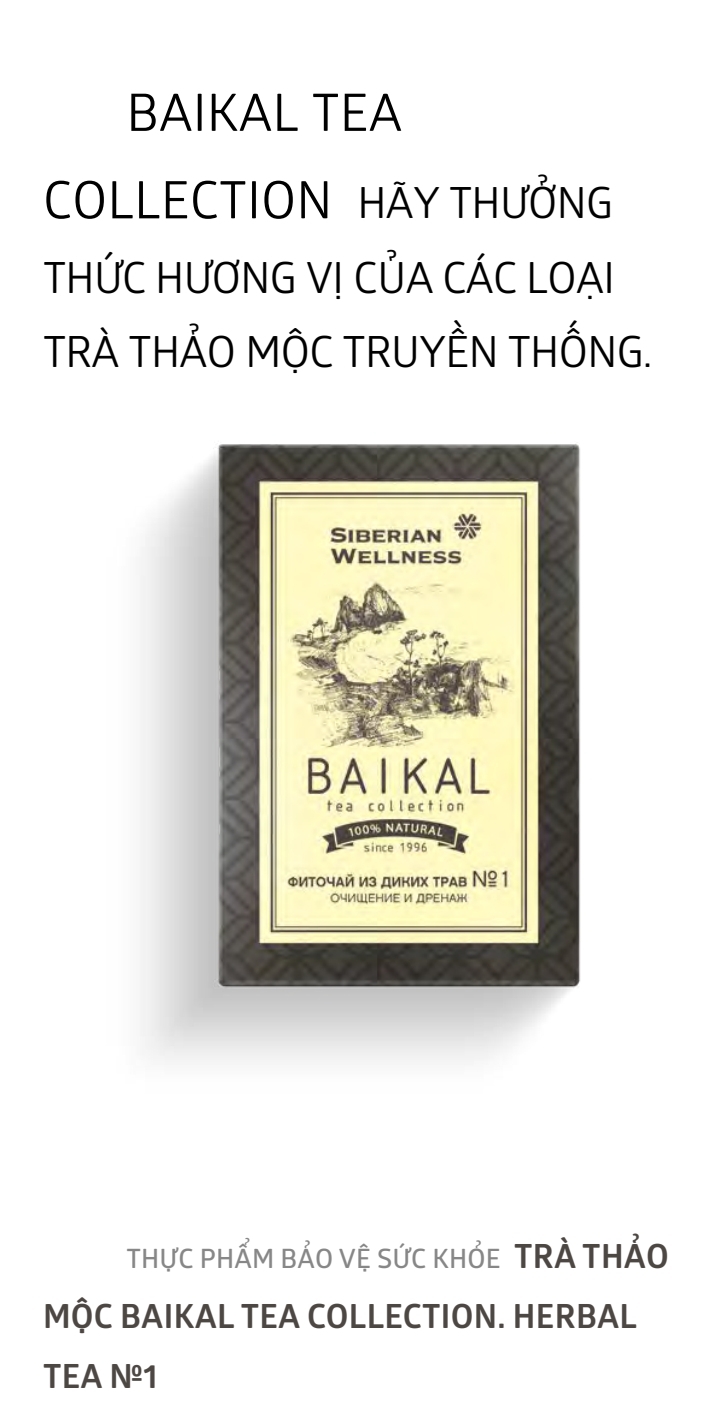 BAIKAL TEA
COLLECTION HÃY THƯỞNG
THỨC HƯƠNG VỊ CỦA CÁC LOẠI
TRÀ THẢO MỘC TRUYỀN THỐNG.
SIBERIAN
WELLNESS
BAIKAL
tea collection
100% NATURAL
since 1996
ФИТОЧАЙ ИЗ ДИКИХ ТРАВ №1
ОЧИЩЕНИЕ И ДРЕНАЖ
THỰC PHẨM BẢO VỆ SỨC KHỎE TRÀ THẢO
MỘC BAIKAL TEA COLLECTION. HERBAL
TEA №1